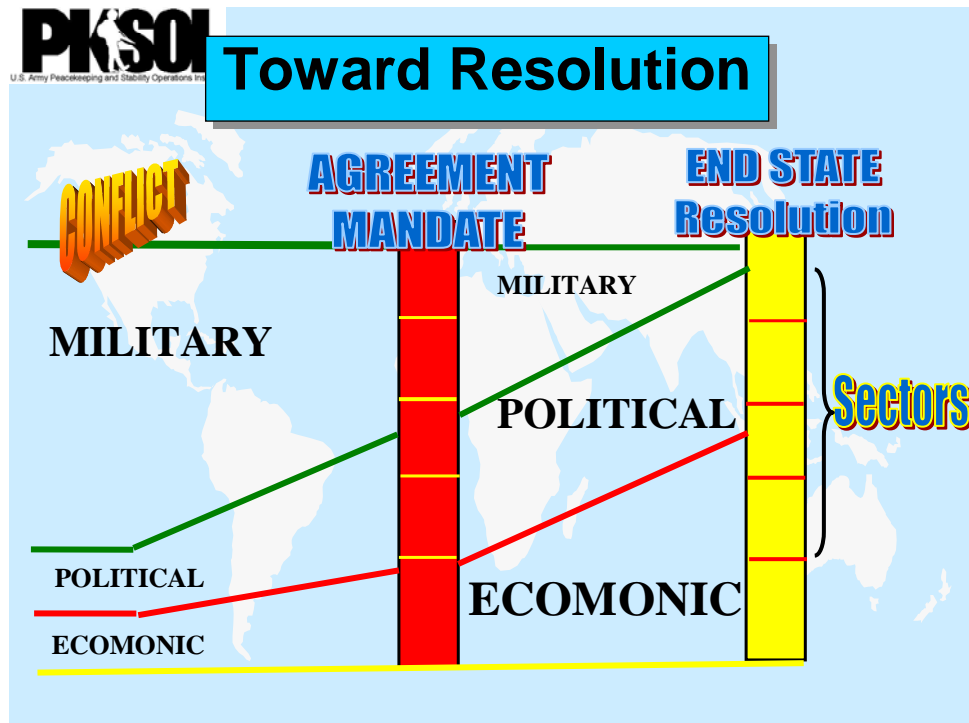 PKSOI
U.S. Army Peacekeeping and Stability Operations Ins
Toward Resolution
CONFLICT
AGREEMENT
MANDATE
END STATE
Resolution
MILITARY
MILITARY
POLITICAL
Sectors
POLITICAL
ECOMONIC
ECOMONIC